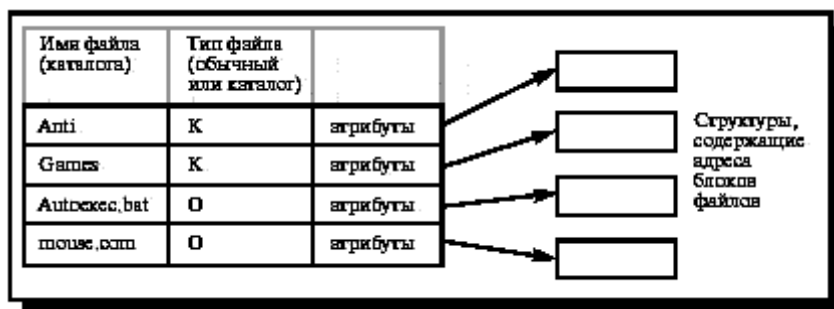 Имя файла
(каталога)
Тип файла
(обычный
или каталог)
Anti
К
атрибуты
Games
К
атрибуты
Autoexec.bat
О
атрибуты
mouse.com
О
атрибуты
Структуры,
содержащие
адреса
блоков
файлов